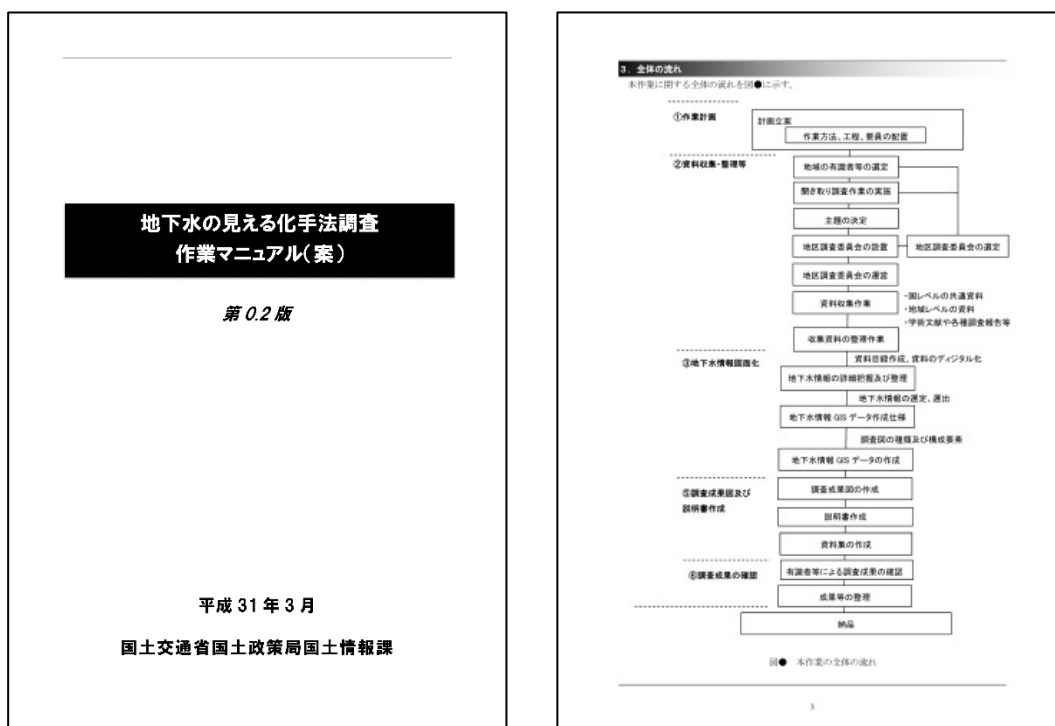 地下水の見える化手法調査
作業マニュアル(案)
第 0.2 版
平成 31 年 3 月
国土交通省国土政策局国土情報課
3. 全体の流れ
本作業に関する全体の流れを図●に示す。
①作業計画
計画立案
作業方法、工程、要員の配置
②資料収集・整理等
地域の有識者等の選定
聞き取り調査作業の実施
主題の決定
地区調査委員会の設置
地区調査委員会の選定
地区調査委員会の運営
資料収集作業
・国レベルの共通資料
・地域レベルの資料
・学術文献や各種調査報告等
収集資料の整理作業
資料目録作成、資料のディジタル化
③地下水情報図面化
地下水情報の詳細把握及び整理
地下水情報の選定、選出
地下水情報 GIS データ作成仕様
調査図の種類及び構成要素
地下水情報 GIS データの作成
⑤調査成果図及び
説明書作成
調査成果図の作成
説明書作成
資料集の作成
⑥調査成果の確認
有識者等による調査成果の確認
成果等の整理
納品
図● 本作業の全体の流れ
3